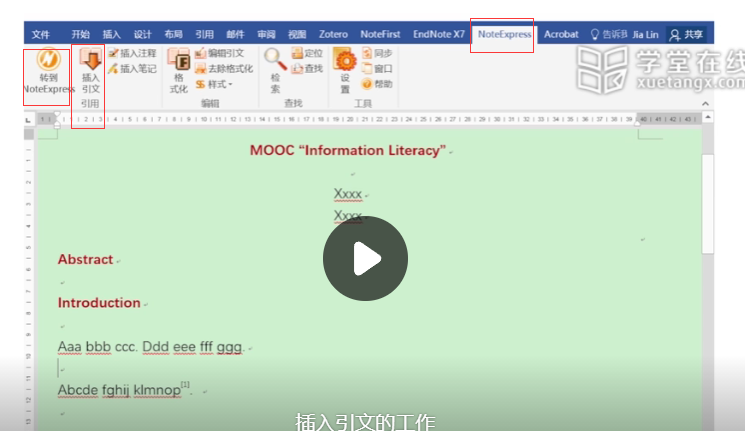 文件 开始 插入 设计 布局 引用 邮件 审阅 视图 Zotero NoteFirst EndNote X7 NoteExpress Acrobat 告诉我 Jia Lin 共享
转到 NoteExpress
插入引文
插入注释
插入笔记
引用
格式化
编辑引文
去除格式化
样式
编辑
检索
定位
查找
查找
设置
同步
窗口
帮助
工具
学堂在线
xuetangx.com
MOOC “Information Literacy”
Xxxx
Xxxx
Abstract
Introduction
Aaa bbb ccc. Ddd eee fff ggg.
Abcde fghij klmnop[1].
插入引文的工作